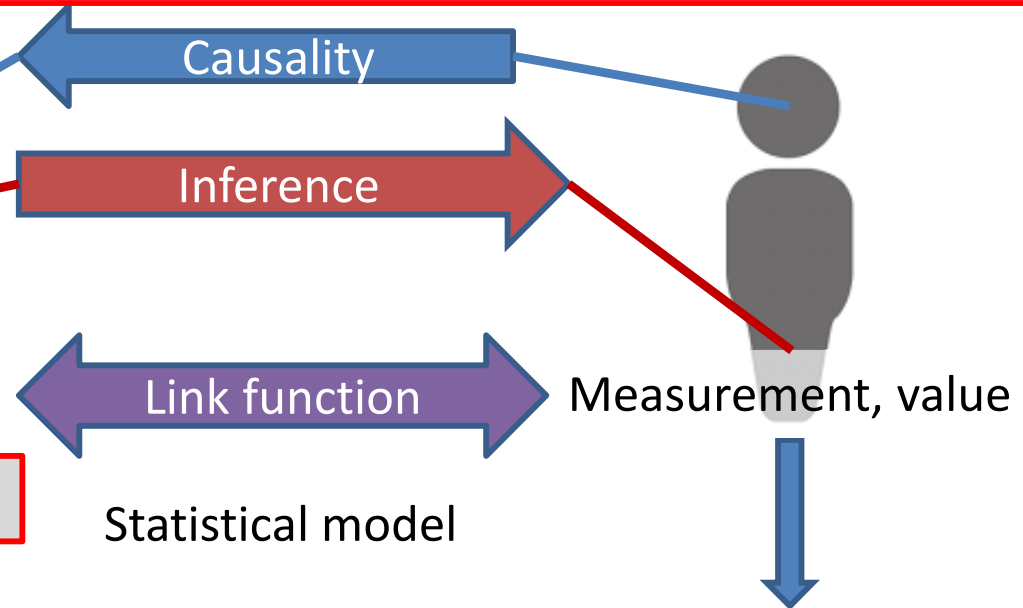 Causality
Inference
Link function
Measurement, value
Statistical model